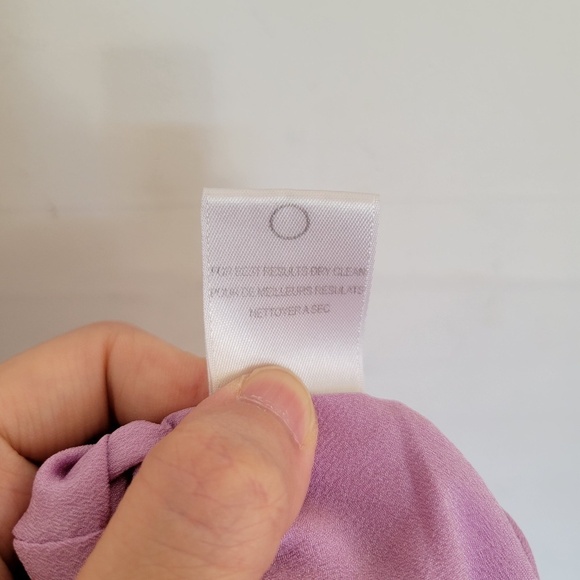 FOR BEST RESULTS DRY CLEAN
POUR DE MEILLEURS RESULATS
NETTOYER A SEC